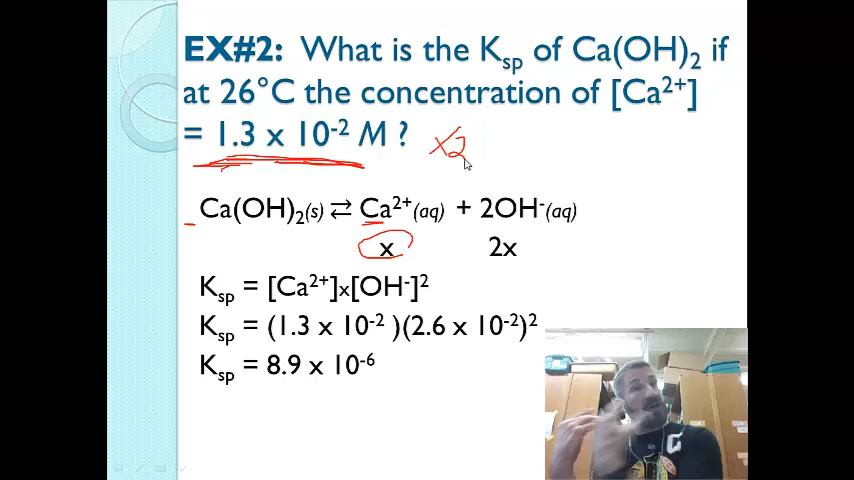 EX#2: What is the Kₛₚ of Ca(OH)₂ if
at 26°C the concentration of [Ca²⁺]
= 1.3 x 10⁻² M ? x2
Ca(OH)₂(s) ⇄ Ca²⁺(aq) + 2OH⁻(aq)
x 2x
Kₛₚ = [Ca²⁺]x[OH⁻]²
Kₛₚ = (1.3 x 10⁻² )(2.6 x 10⁻²)²
Kₛₚ = 8.9 x 10⁻⁶
C